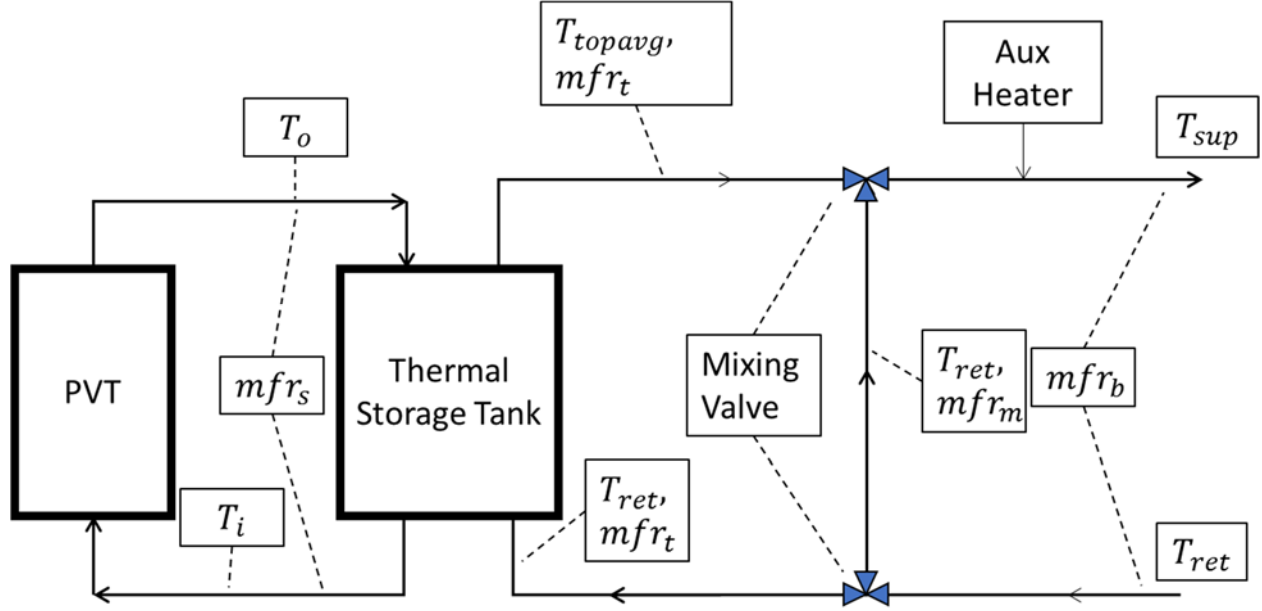 T_topavg,
mfr_t
Aux
Heater
T_o
T_sup
PVT
mfr_s
Thermal
Storage Tank
Mixing
Valve
T_ret,
mfr_m
mfr_b
T_i
T_ret,
mfr_t
T_ret